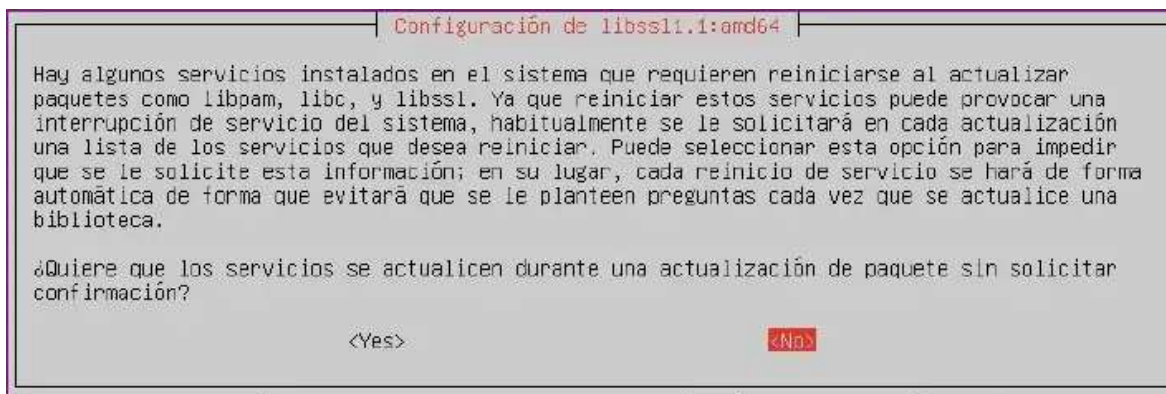 Configuración de libssl1.1:amd64
Hay algunos servicios instalados en el sistema que requieren reiniciarse al actualizar
paquetes como libpam, libc, y libssl. Ya que reiniciar estos servicios puede provocar una
interrupción de servicio del sistema, habitualmente se le solicitará en cada actualización
una lista de los servicios que desea reiniciar. Puede seleccionar esta opción para impedir
que se le solicite esta información; en su lugar, cada reinicio de servicio se hará de forma
automática de forma que evitará que se le planteen preguntas cada vez que se actualice una
biblioteca.
¿Quiere que los servicios se actualicen durante una actualización de paquete sin solicitar
confirmación?
<Yes> <No>